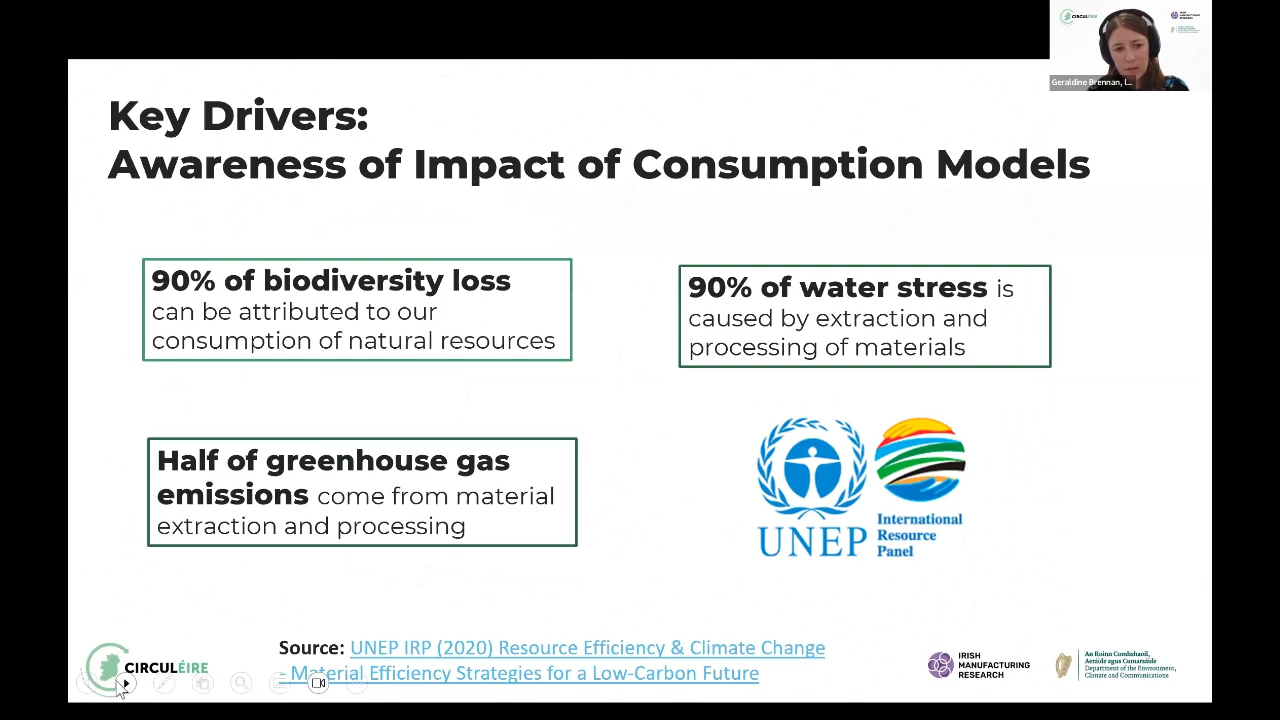 CIRCULÉIRE
IRISH
MANUFACTURING
RESEARCH
Geraldine Brennan, I...
Key Drivers:
Awareness of Impact of Consumption Models
90% of biodiversity loss
can be attributed to our
consumption of natural resources
90% of water stress is
caused by extraction and
processing of materials
Half of greenhouse gas
emissions come from material
extraction and processing
UNEP
International
Resource
Panel
Source: UNEP IRP (2020) Resource Efficiency & Climate Change
- Material Efficiency Strategies for a Low-Carbon Future
CIRCULÉIRE
IRISH
MANUFACTURING
RESEARCH
An Roinn Comhshaoil,
Aeráide agus Cumarsáide
Department of the Environment,
Climate and Communications